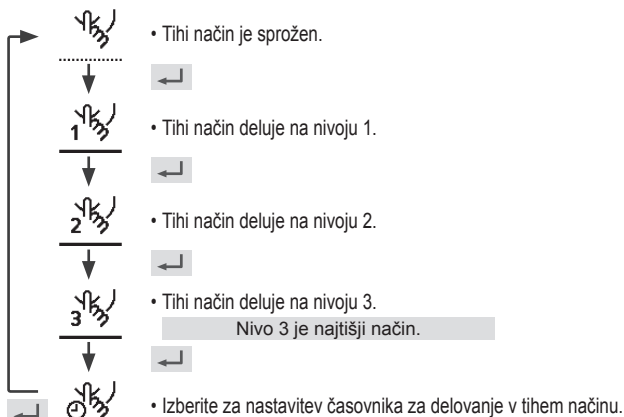 • Tihi način je sprožen.
1
• Tihi način deluje na nivoju 1.
2
• Tihi način deluje na nivoju 2.
3
• Tihi način deluje na nivoju 3.
Nivo 3 je najtišji način.
• Izberite za nastavitev časovnika za delovanje v tihem načinu.